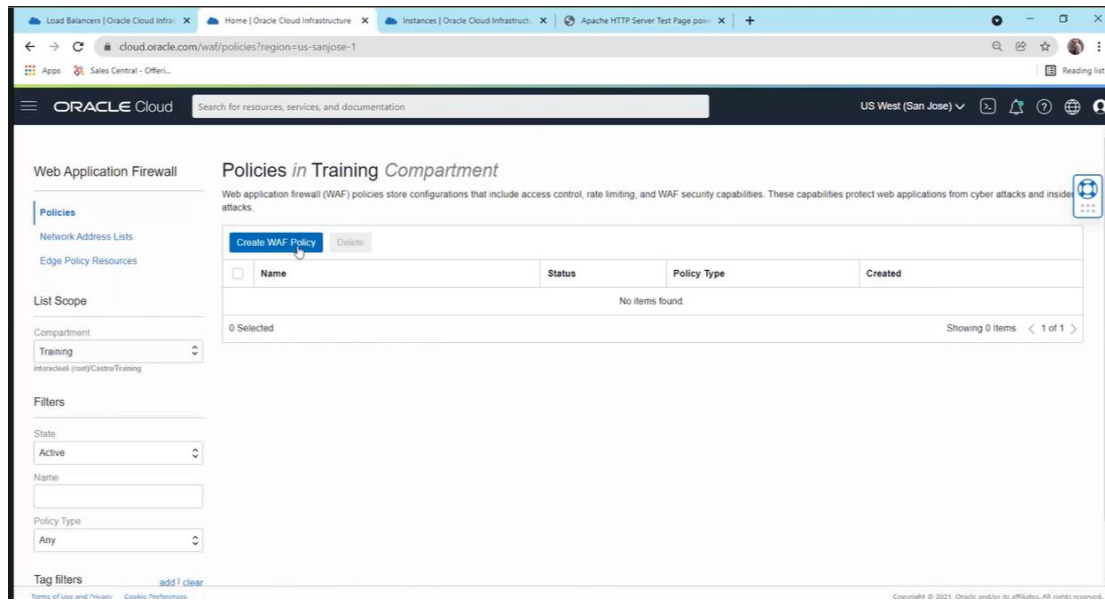 Load Balancers | Oracle Cloud Infra
Home | Oracle Cloud Infrastructure
Instances | Oracle Cloud Infrastruct
Apache HTTP Server Test Page pow
cloud.oracle.com/waf/policies?region=us-sanjose-1
Apps
Sales Central - Offeri...
Reading list
ORACLE Cloud
Search for resources, services, and documentation
US West (San Jose)
Web Application Firewall
Policies
Network Address Lists
Edge Policy Resources
List Scope
Compartment
Training
(root)/Castro/Training
Filters
State
Active
Name
Policy Type
Any
Tag filters
add | clear
Policies in Training Compartment
Web application firewall (WAF) policies store configurations that include access control, rate limiting, and WAF security capabilities. These capabilities protect web applications from cyber attacks and insider
attacks.
Create WAF Policy
Delete
Name Status Policy Type Created
No items found.
0 Selected
Showing 0 Items < 1 of 1 >
Terms of Use and Privacy
Cookie Preferences
Copyright © 2021, Oracle and/or its affiliates. All rights reserved.